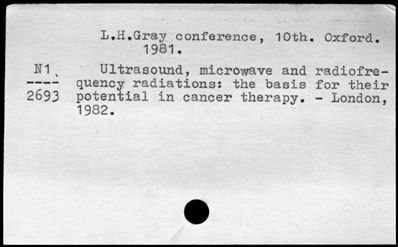 L.H.Gray conference, 10th. Oxford.
1981.
N1. Ultrasound, microwave and radiofre-
---- quency radiations: the basis for their
2693 potential in cancer therapy. - London,
1982.